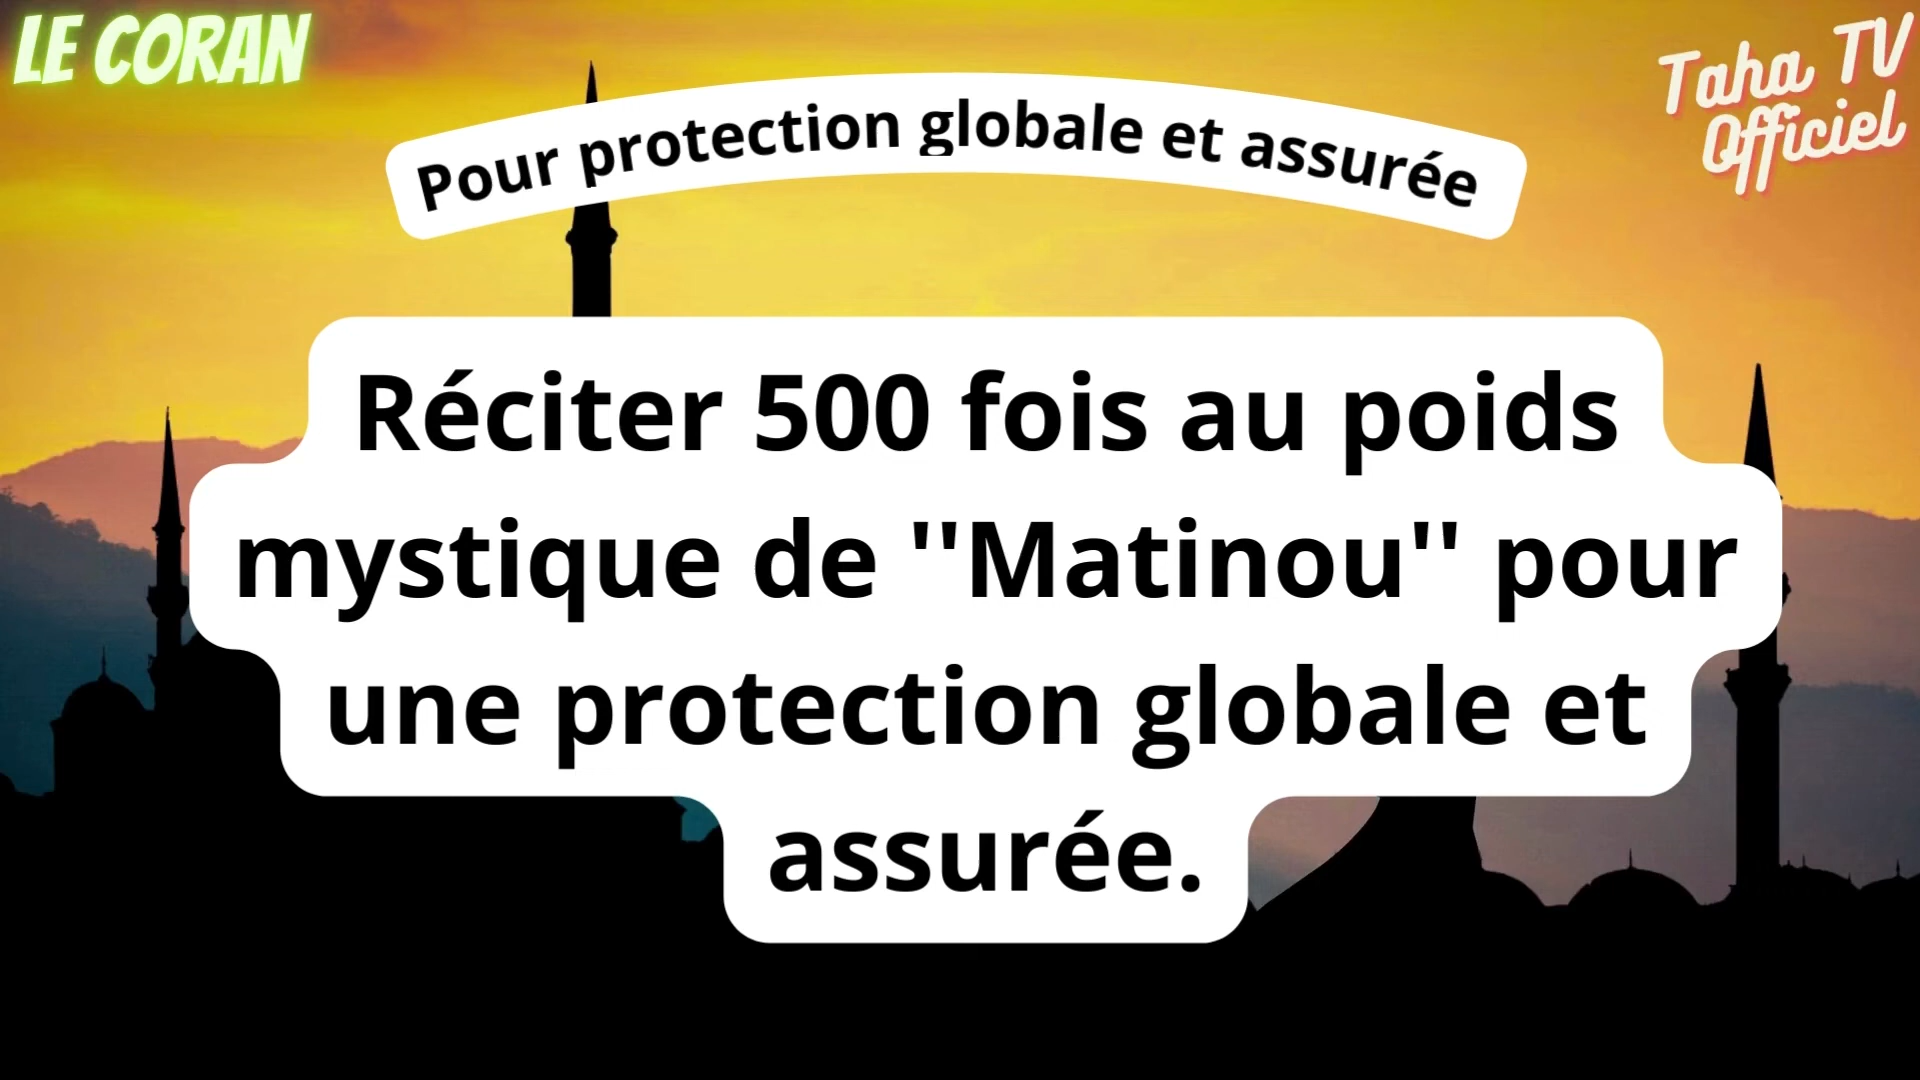 LE CORAN
Taha TV
Officiel
Pour protection globale et assurée
Réciter 500 fois au poids
mystique de ''Matinou'' pour
une protection globale et
assurée.